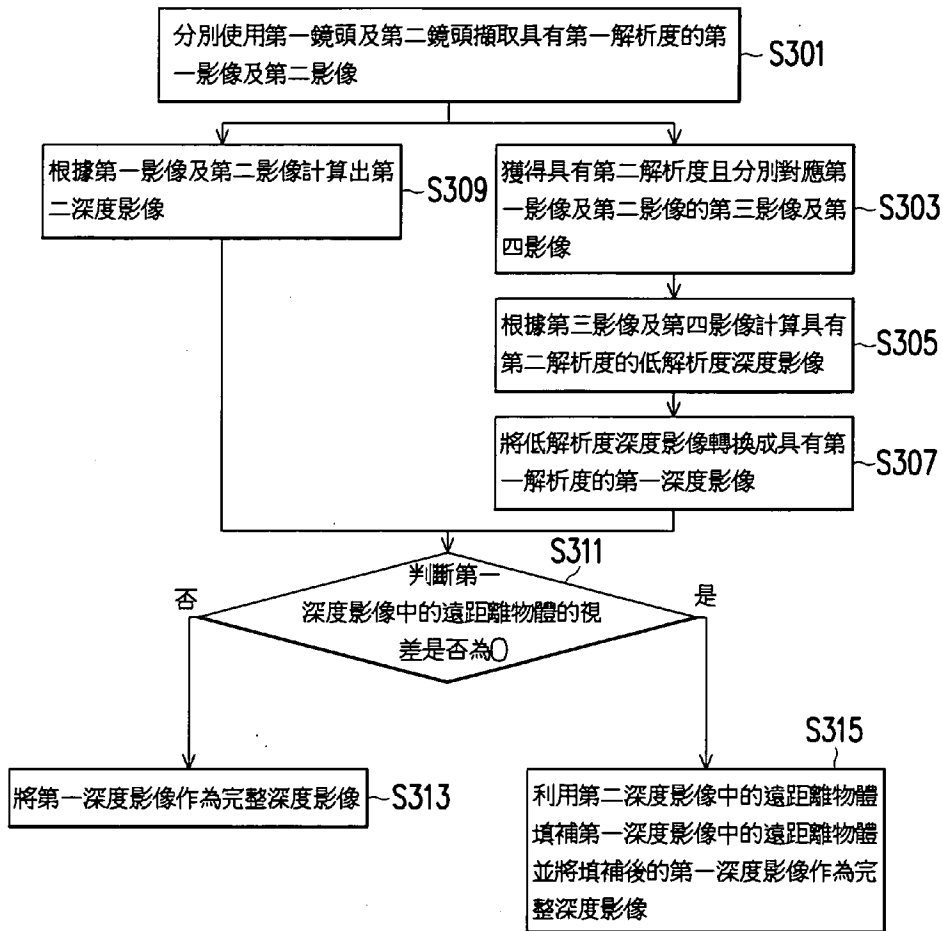 分別使用第一鏡頭及第二鏡頭擷取具有第一解析度的第
一影像及第二影像
S301
根據第一影像及第二影像計算出第
二深度影像
S309
獲得具有第二解析度且分別對應第
一影像及第二影像的第三影像及第
四影像
S303
根據第三影像及第四影像計算具有
第二解析度的低解析度深度影像
S305
將低解析度深度影像轉換成具有第
一解析度的第一深度影像
S307
S311
判斷第一
深度影像中的遠距離物體的視
差是否為0
否
是
將第一深度影像作為完整深度影像
S313
S315
利用第二深度影像中的遠距離物體
填補第一深度影像中的遠距離物體
並將填補後的第一深度影像作為完
整深度影像